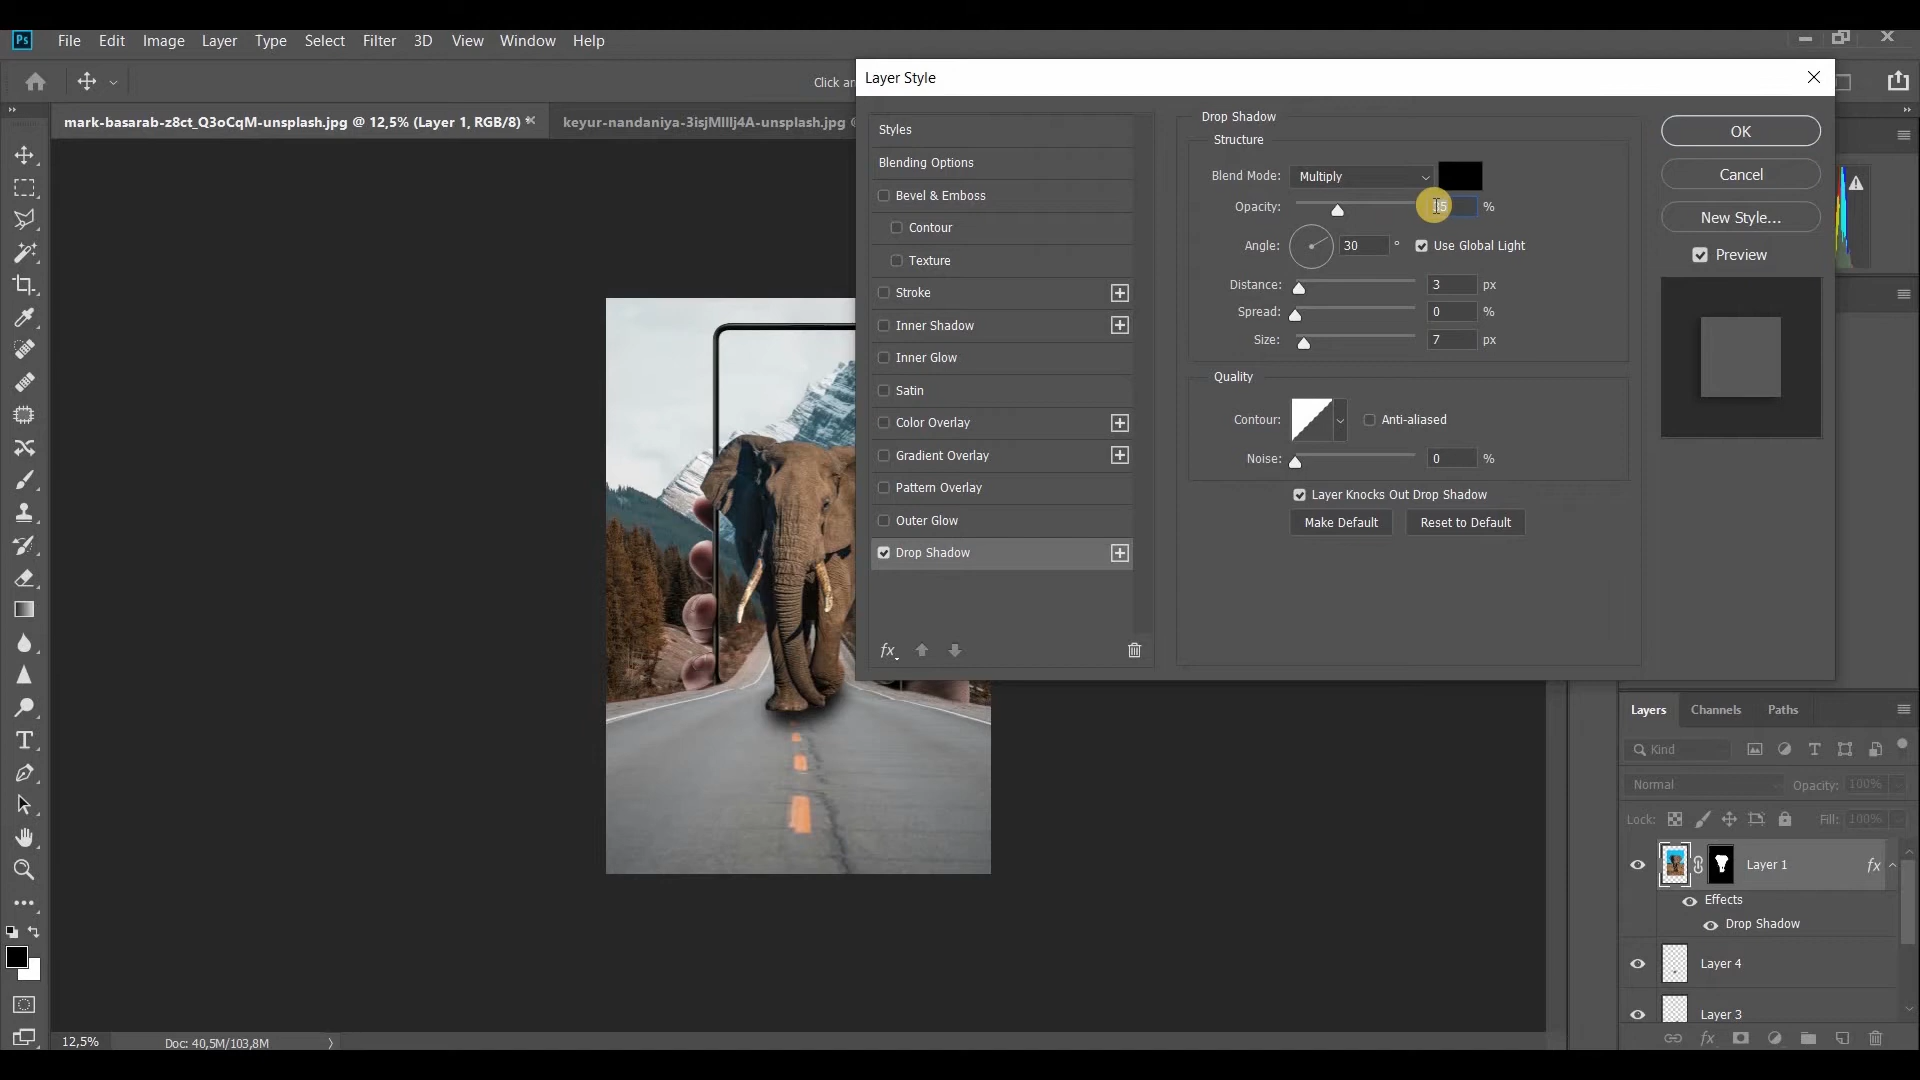 Ps File Edit Image Layer Type Select Filter 3D View Window Help
Click an
mark-basarab-z8ct_Q3oCqM-unsplash.jpg @ 12,5% (Layer 1, RGB/8) *
keyur-nandaniya-3isjMlllj4A-unsplash.jpg @
Layer Style
Styles
Blending Options
Bevel & Emboss
Contour
Texture
Stroke
Inner Shadow
Inner Glow
Satin
Color Overlay
Gradient Overlay
Pattern Overlay
Outer Glow
Drop Shadow
fx
Drop Shadow
Structure
Blend Mode: Multiply
Opacity: 35 %
Angle: 30 ° Use Global Light
Distance: 3 px
Spread: 0 %
Size: 7 px
Quality
Contour: Anti-aliased
Noise: 0 %
Layer Knocks Out Drop Shadow
Make Default Reset to Default
OK
Cancel
New Style...
Preview
Layers Channels Paths
Kind
Normal Opacity: 100%
Lock: Fill: 100%
Layer 1 fx
Effects
Drop Shadow
Layer 4
Layer 3
fx
12,5% Doc: 40,5M/103,8M